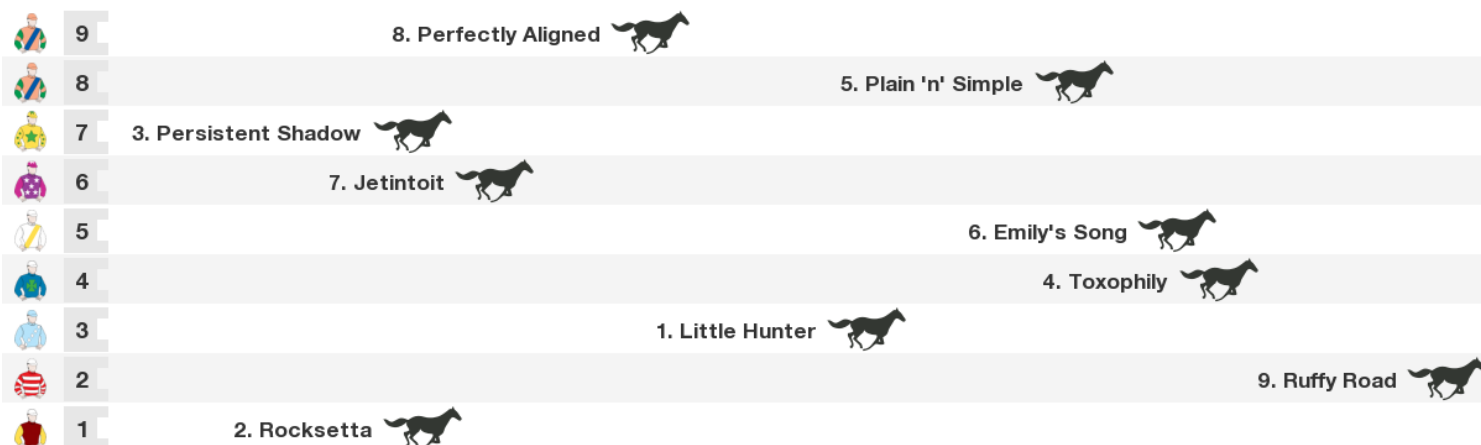 9 8. Perfectly Aligned
8 5. Plain 'n' Simple
7 3. Persistent Shadow
6 7. Jetintoit
5 6. Emily's Song
4 4. Toxophily
3 1. Little Hunter
2 9. Ruffy Road
1 2. Rocksetta